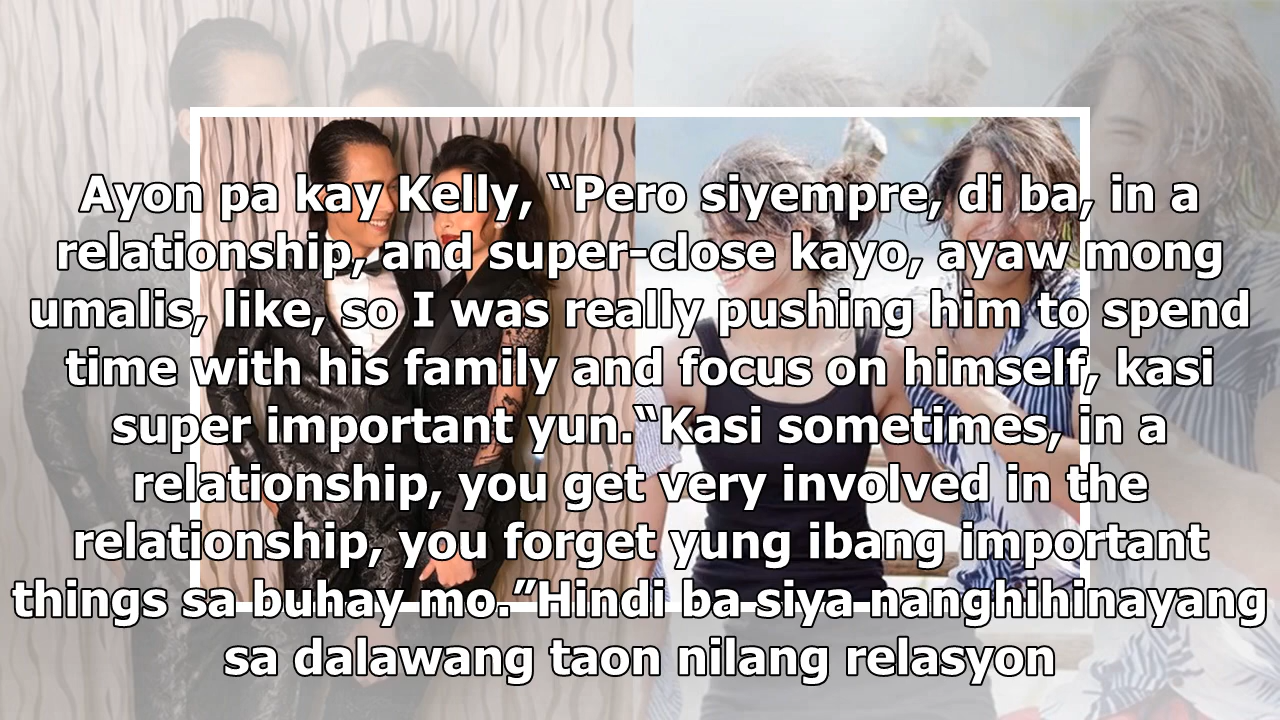 Ayon pa kay Kelly, “Pero siyempre, di ba, in a
relationship, and super-close kayo, ayaw mong
umalis, like, so I was really pushing him to spend
time with his family and focus on himself, kasi
super important yun.“Kasi sometimes, in a
relationship, you get very involved in the
relationship, you forget yung ibang important
things sa buhay mo.”Hindi ba siya nanghihinayang
sa dalawang taon nilang relasyon